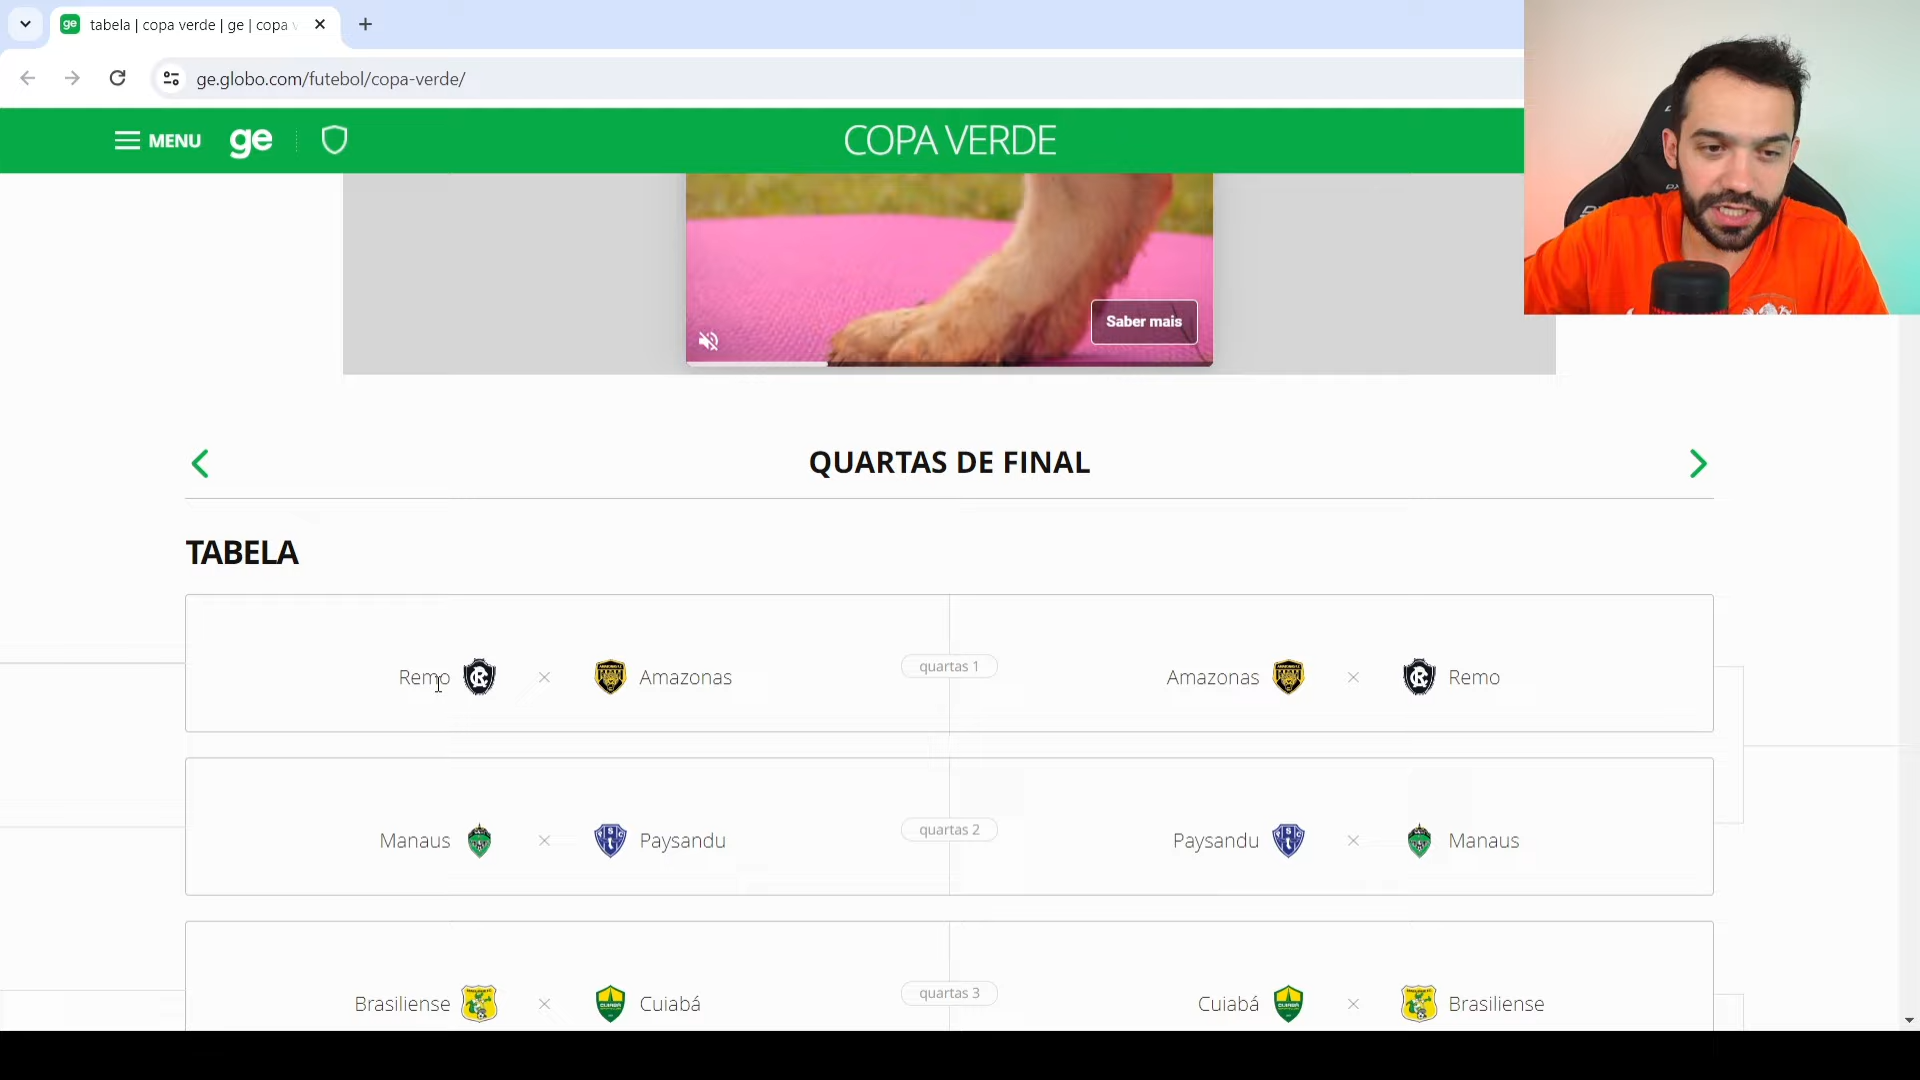 ge
tabela | copa verde | ge | copa v
ge.globo.com/futebol/copa-verde/
MENU
ge
COPA VERDE
Saber mais
QUARTAS DE FINAL
TABELA
Remo
Amazonas
quartas 1
Amazonas
Remo
Manaus
Paysandu
quartas 2
Paysandu
Manaus
Brasiliense
Cuiabá
quartas 3
Cuiabá
Brasiliense